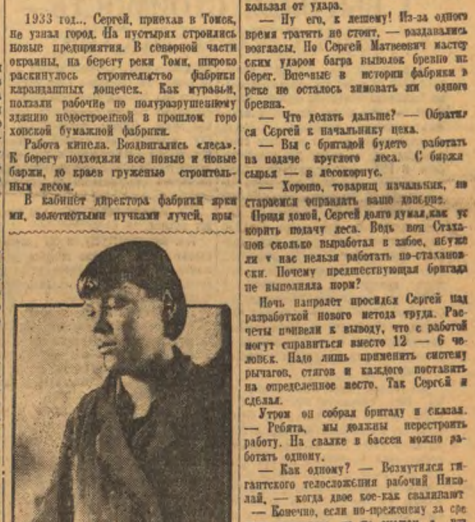 1933 год... Сергей, приехав в Томск,
не узнал город. На пустырях строились
новые предприятия. В северной части
окраины, на берегу реки Томи, широко
раскинулось строительство фабрики
карандашных дощечек. Как муравьи,
ползали рабочие по полуразрушенному
зданию недостроенной в прошлом гор
ховской бумажной фабрики.
Работа кипела. Воздвигались «леса».
К берегу подходили все новые и новые
баржи, до краев груженые строитель-
ным лесом.
В кабинет директора фабрики ярки
ми, золотистыми пучками лучей, вры
кользая от удара.
— Ну его, к лешему! Из-за одного
время тратить не стоит, — раздавались
возгласы. Но Сергей Матвеевич мастер
ским ударом багра выволок бревно на
берег. Впервые в истории фабрики в
реке не осталось зимовать ни одного
бревна.
— Что делать дальше? — Обратил
ся Сергей к начальнику цеха.
— Вы с бригадой будете работать
на подаче круглого леса. С биржи
сырья — в лесокорпус.
— Хорошо, товарищ начальник, по
стараемся оправдать ваше доверие.
Придя домой, Сергей долго думал, как ус
корить подачу леса. Ведь вон Стаха-
нов сколько выработал в забое, неуже
ли у нас нельзя работать по-стаханов-
ски. Почему предшествующая бригада
не выполняла норм?
Ночь напролет просидел Сергей над
разработкой нового метода труда. Рас-
четы привели к выводу, что с работой
могут справиться вместо 12 — 6 че-
ловек. Надо лишь применить систему
рычагов, стягов и каждого поставить
на определенное место. Так Сергей и
сделал.
Утром он собрал бригаду и сказал.
— Ребята, мы должны перестроить
работу. На свалке в бассеи можно ра-
ботать одному.
— Как одному? — Возмутился ги-
гантского телосложения рабочий Нико-
лай, — когда двое кое-как сваливают
— Конечно, если по-прежнему за